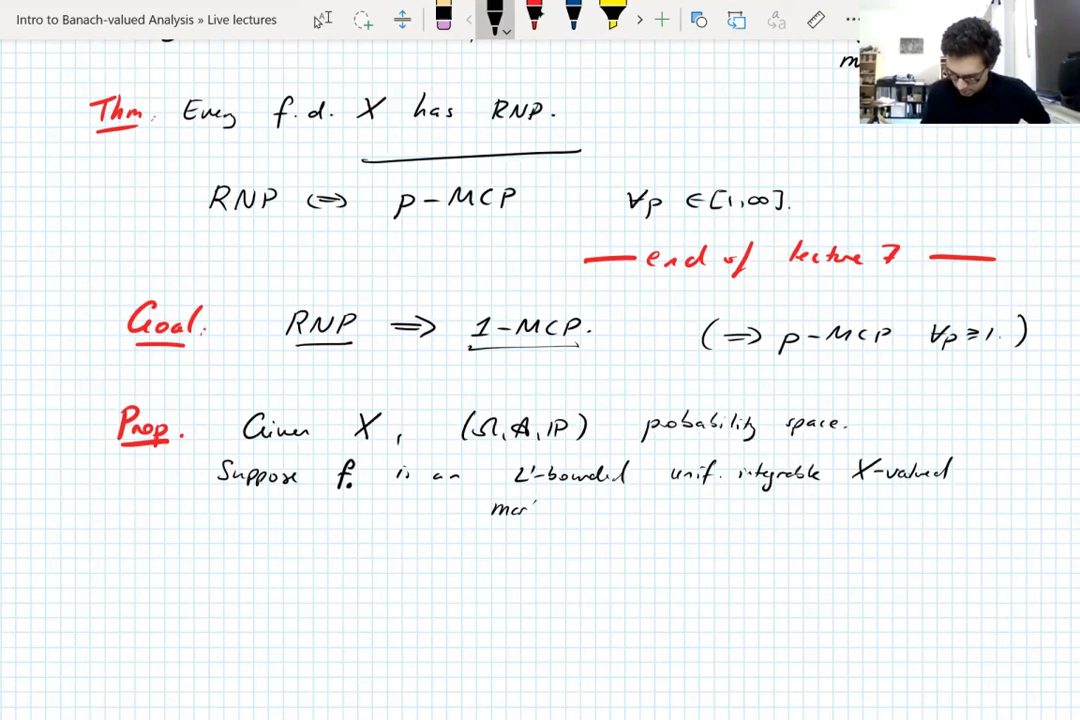 Intro to Banach-valued Analysis » Live lectures
m
Thm. Every f.d. X has RNP.
RNP ⇔ p-MCP ∀p ∈ [1,∞].
— end of lecture 7 —
Goal: RNP ⇒ 1-MCP. (⇒ p-MCP ∀p ≥ 1.)
Prop. Given X, (Ω, A, ℙ) probability space.
Suppose f. is an L¹-bounded unif. integrable X-valued
mar